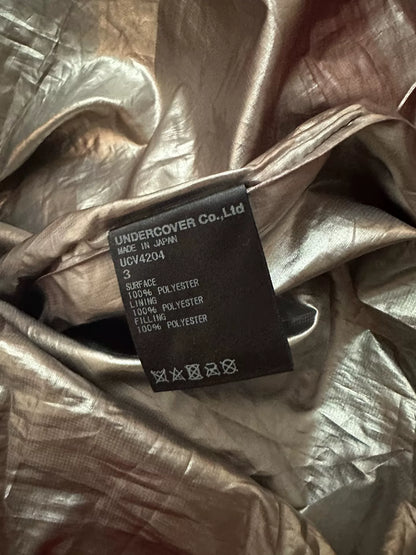 UNDERCOVER Co.,Ltd
MADE IN JAPAN
UCV4204
3
SURFACE
100% POLYESTER
LINING
100% POLYESTER
FILLING
100% POLYESTER